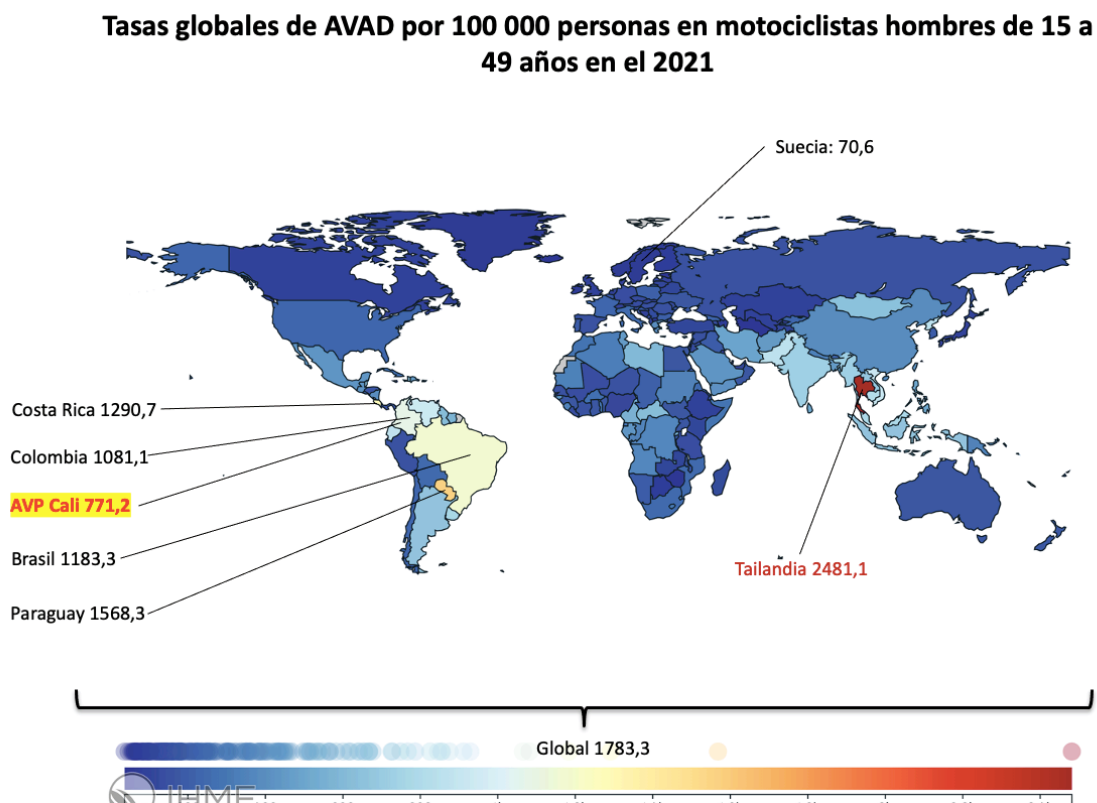 Tasas globales de AVAD por 100 000 personas en motociclistas hombres de 15 a
49 años en el 2021
Suecia: 70,6
Costa Rica 1290,7
Colombia 1081,1
AVP Cali 771,2
Brasil 1183,3
Paraguay 1568,3
Tailandia 2481,1
Global 1783,3
IHME